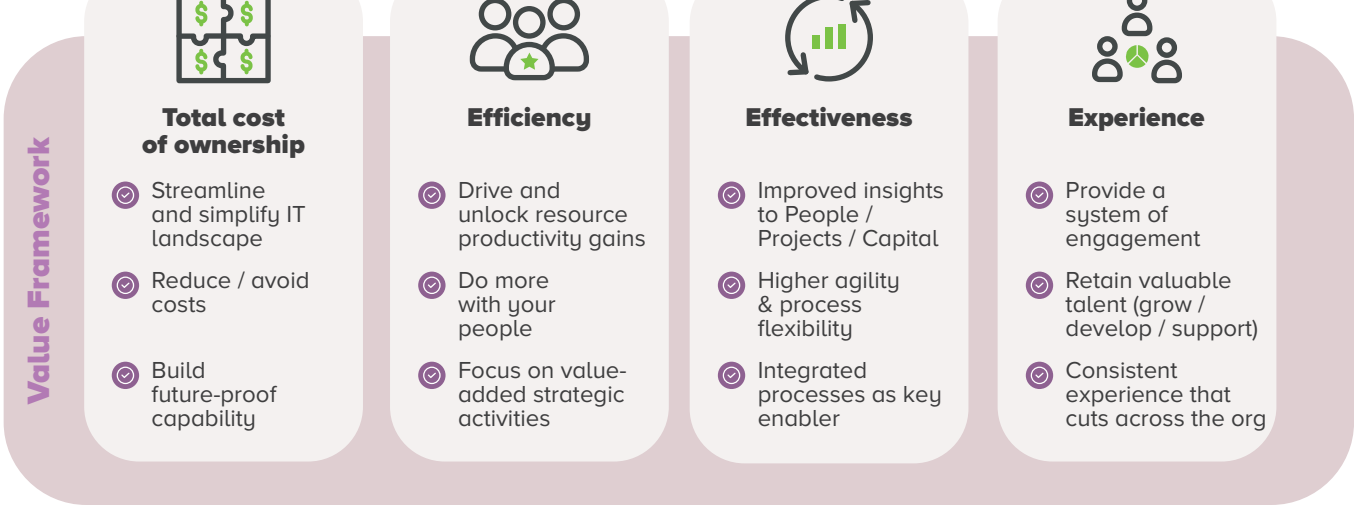 Value Framework
$ $
$ $
Total cost
of ownership
Streamline
and simplify IT
landscape
Reduce / avoid
costs
Build
future-proof
capability
Efficiency
Drive and
unlock resource
productivity gains
Do more
with your
people
Focus on value-
added strategic
activities
Effectiveness
Improved insights
to People /
Projects / Capital
Higher agility
& process
flexibility
Integrated
processes as key
enabler
Experience
Provide a
system of
engagement
Retain valuable
talent (grow /
develop / support)
Consistent
experience that
cuts across the org